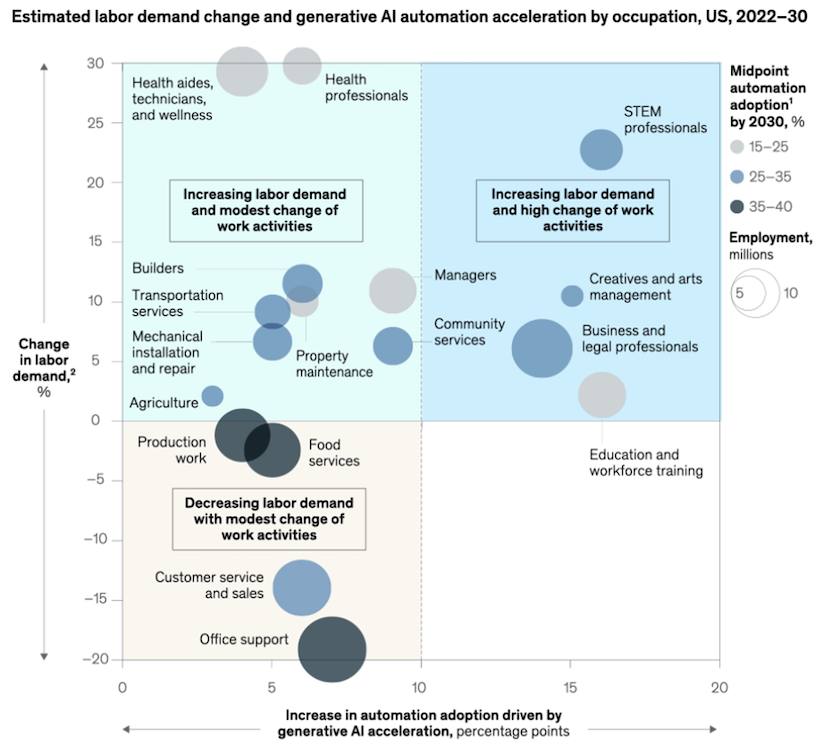 Estimated labor demand change and generative AI automation acceleration by occupation, US, 2022–30
30
25
20
15
10
5
0
–5
–10
–15
–20
Change
in labor
demand,²
%
Health aides,
technicians,
and wellness
Health
professionals
Increasing labor demand
and modest change of
work activities
Builders
Transportation
services
Mechanical
installation
and repair
Property
maintenance
Agriculture
Managers
Community
services
STEM
professionals
Increasing labor demand
and high change of work
activities
Creatives and arts
management
Business and
legal professionals
Education and
workforce training
Production
work
Food
services
Decreasing labor demand
with modest change of
work activities
Customer service
and sales
Office support
0
5
10
15
20
Increase in automation adoption driven by
generative AI acceleration, percentage points
Midpoint
automation
adoption¹
by 2030, %
15–25
25–35
35–40
Employment,
millions
5
10